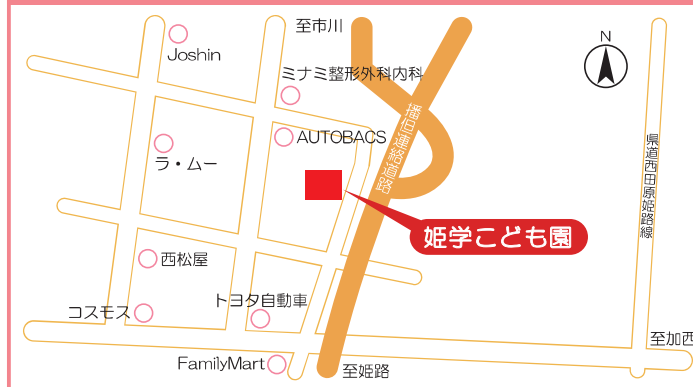 至市川
N
Joshin
ミナミ整形外科内科
AUTOBACS
播但連絡道路
ラ・ムー
県道西田原姫路線
姫学こども園
西松屋
トヨタ自動車
コスモス
至加西
FamilyMart
至姫路